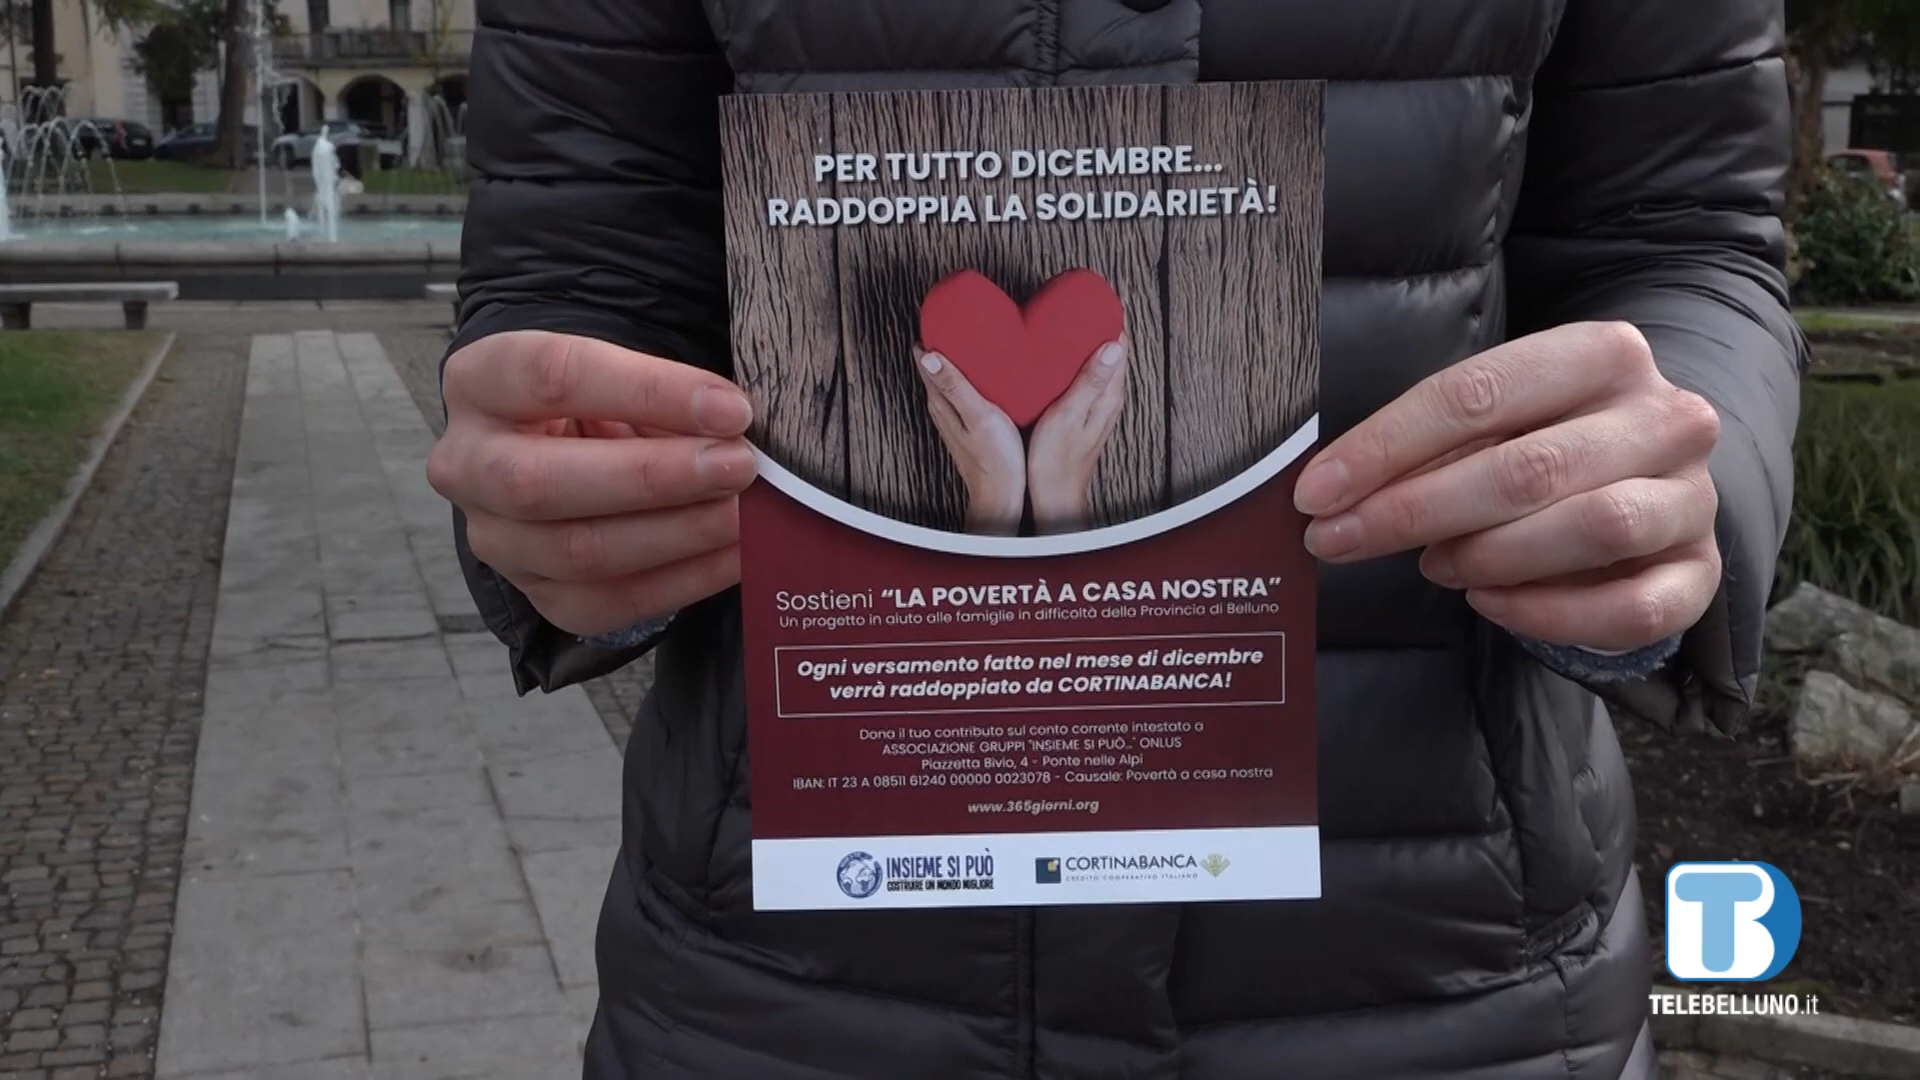 PER TUTTO DICEMBRE...
RADDOPPIA LA SOLIDARIETÀ!
Sostieni “LA POVERTÀ A CASA NOSTRA”
Un progetto in aiuto alle famiglie in difficoltà della Provincia di Belluno
Ogni versamento fatto nel mese di dicembre
verrà raddoppiato da CORTINABANCA!
Dona il tuo contributo sul conto corrente intestato a
ASSOCIAZIONE GRUPPI "INSIEME SI PUÒ..." ONLUS
Piazzetta Bivio, 4 - Ponte nelle Alpi
IBAN: IT 23 A 08511 61240 00000 0023078 - Causale: Povertà a casa nostra
www.365giorni.org
INSIEME SI PUÒ
COSTRUIRE UN MONDO MIGLIORE
CORTINABANCA
CREDITO COOPERATIVO ITALIANO
TB
TELEBELLUNO.it